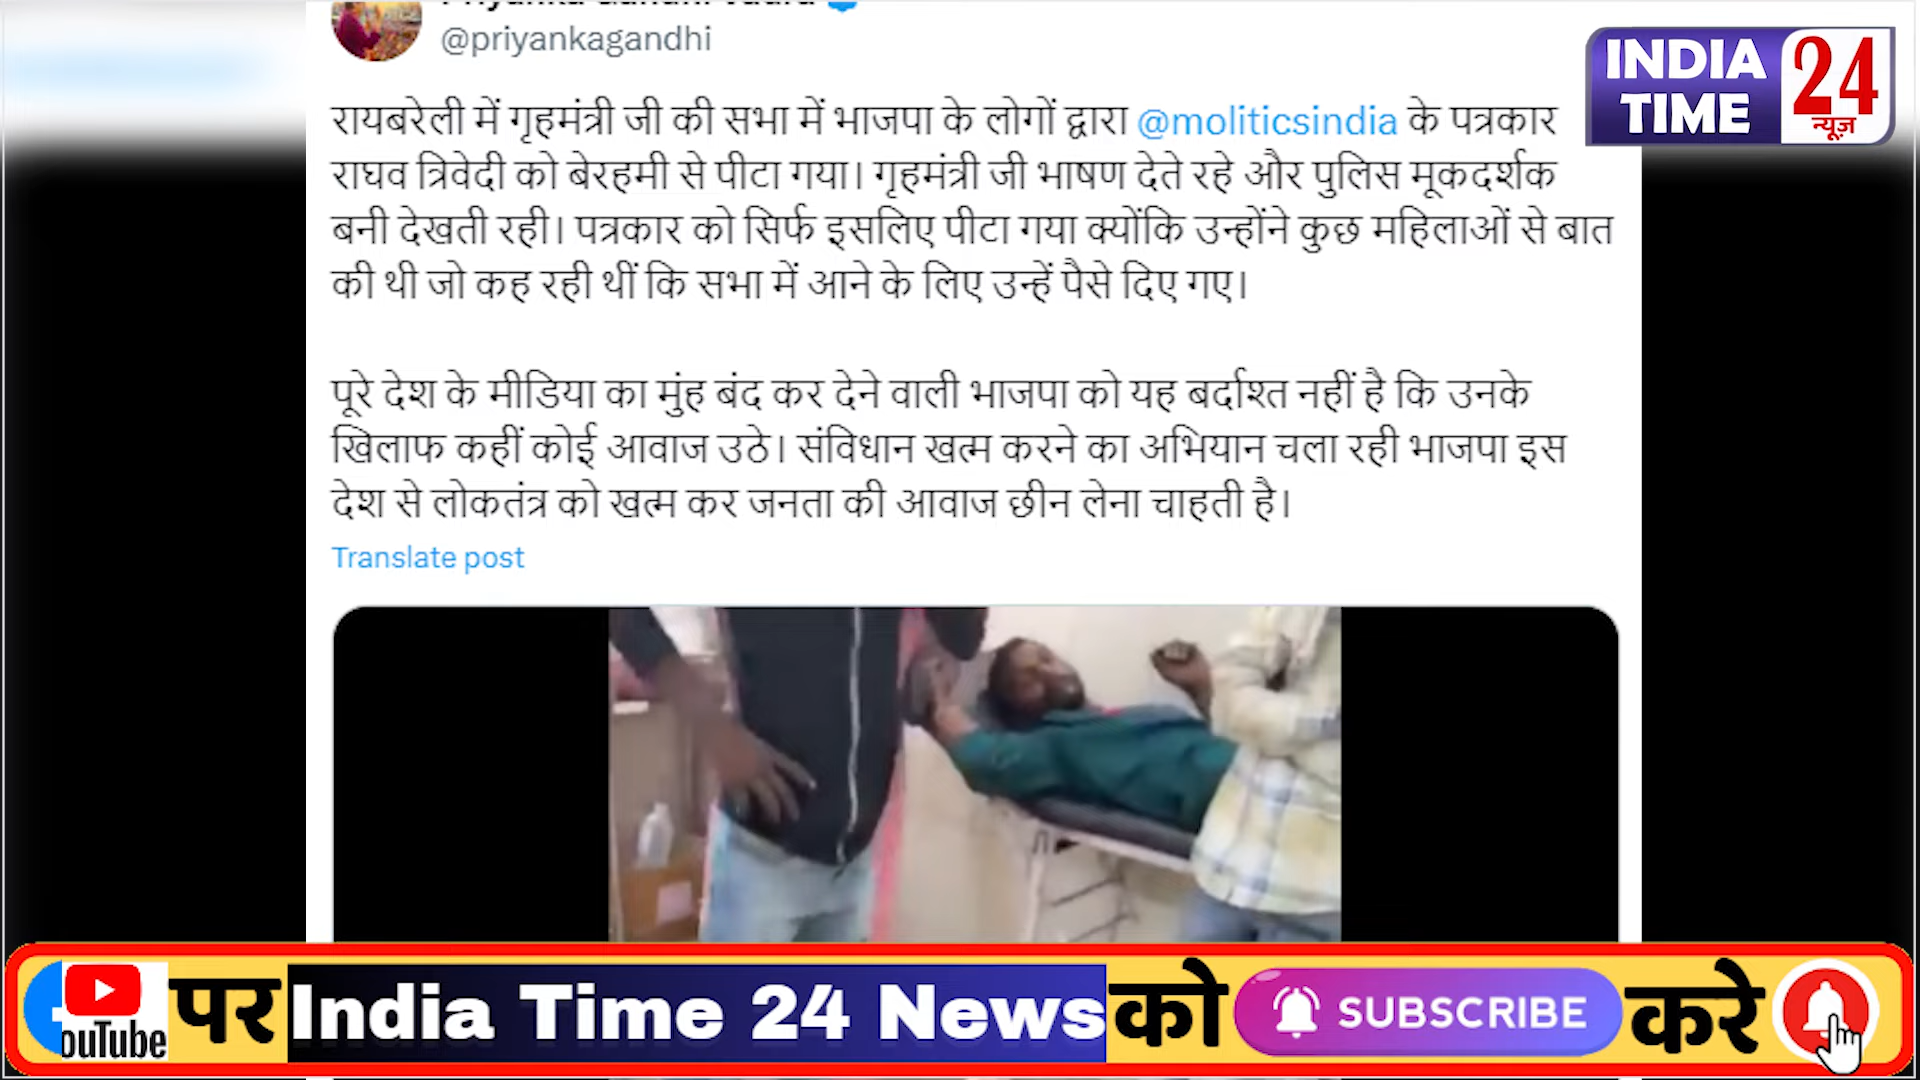 @priyankagandhi
INDIA
TIME
24
न्यूज़
रायबरेली में गृहमंत्री जी की सभा में भाजपा के लोगों द्वारा @moliticsindia के पत्रकार
राघव त्रिवेदी को बेरहमी से पीटा गया। गृहमंत्री जी भाषण देते रहे और पुलिस मूकदर्शक
बनी देखती रही। पत्रकार को सिर्फ इसलिए पीटा गया क्योंकि उन्होंने कुछ महिलाओं से बात
की थी जो कह रही थीं कि सभा में आने के लिए उन्हें पैसे दिए गए।
पूरे देश के मीडिया का मुंह बंद कर देने वाली भाजपा को यह बर्दाश्त नहीं है कि उनके
खिलाफ कहीं कोई आवाज उठे। संविधान खत्म करने का अभियान चला रही भाजपा इस
देश से लोकतंत्र को खत्म कर जनता की आवाज छीन लेना चाहती है।
Translate post
ouTube पर India Time 24 News को SUBSCRIBE करे